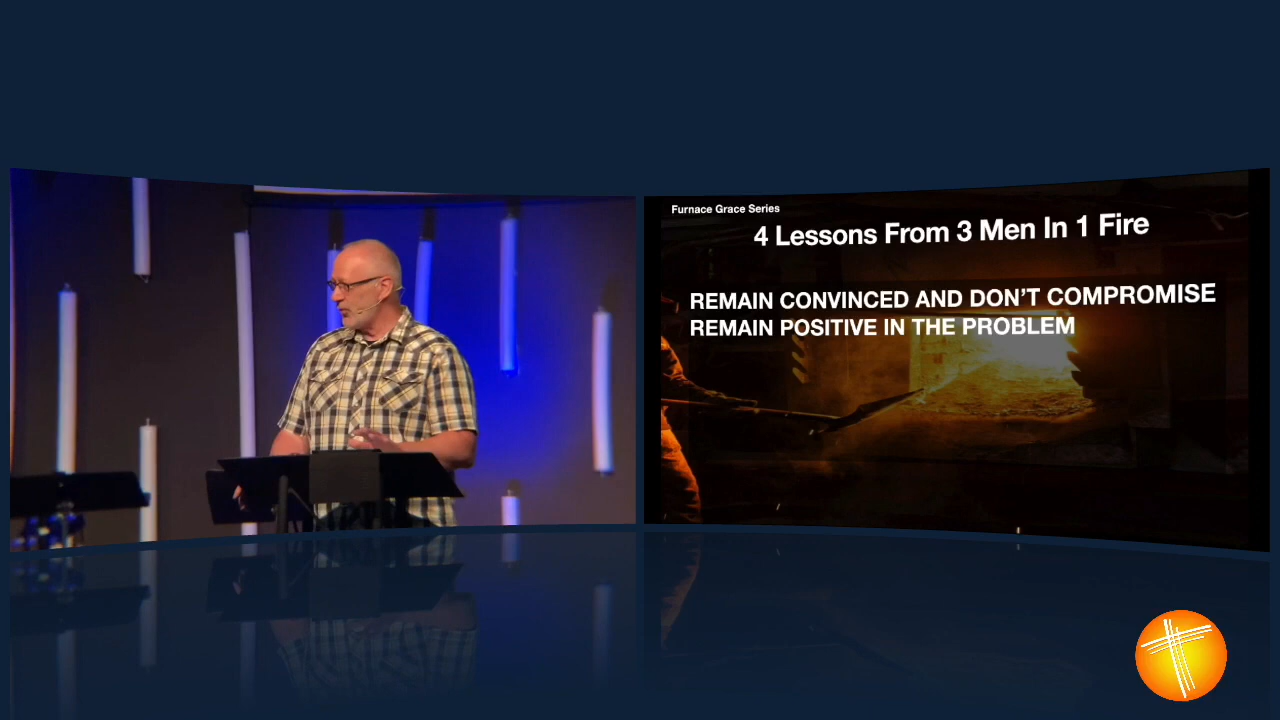 Furnace Grace Series
4 Lessons From 3 Men In 1 Fire
REMAIN CONVINCED AND DON'T COMPROMISE
REMAIN POSITIVE IN THE PROBLEM